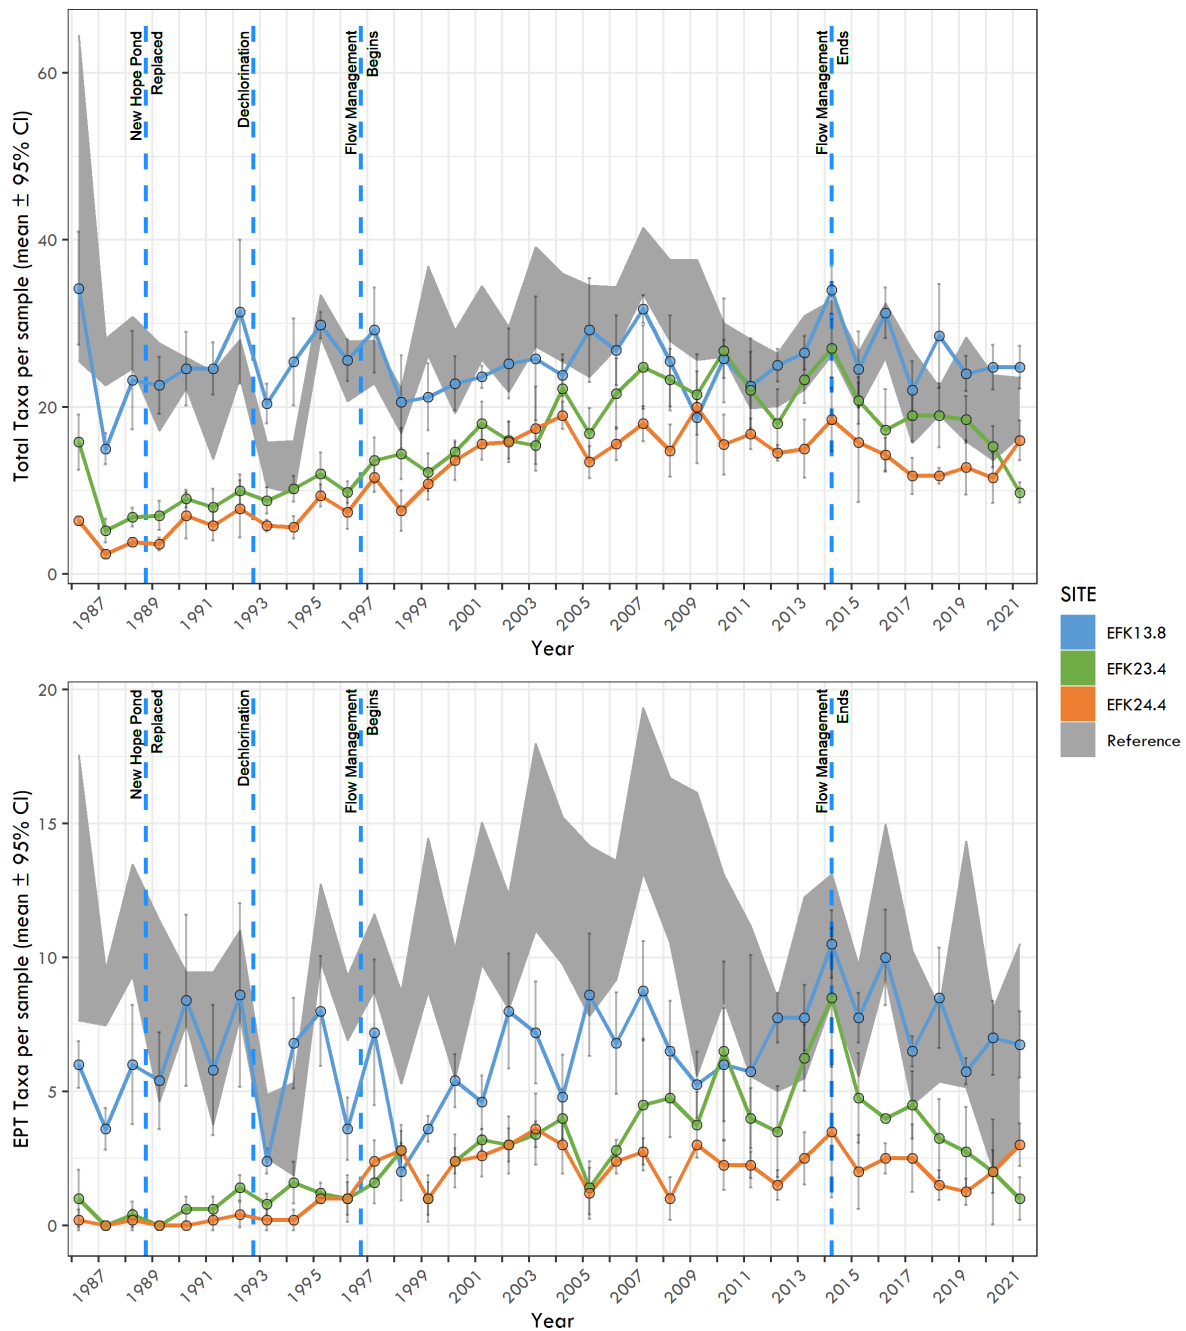 Total Taxa per sample (mean ± 95% CI)
60
40
20
0
New Hope Pond
Replaced
Dechlorination
Flow Management
Begins
Flow Management
Ends
1987
1989
1991
1993
1995
1997
1999
2001
2003
2005
2007
2009
2011
2013
2015
2017
2019
2021
Year
SITE
EFK13.8
EFK23.4
EFK24.4
Reference
EPT Taxa per sample (mean ± 95% CI)
20
15
10
5
0
New Hope Pond
Replaced
Dechlorination
Flow Management
Begins
Flow Management
Ends
1987
1989
1991
1993
1995
1997
1999
2001
2003
2005
2007
2009
2011
2013
2015
2017
2019
2021
Year